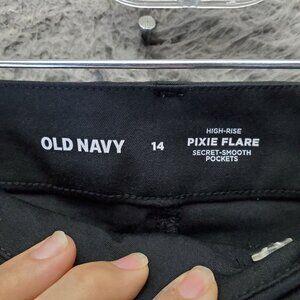 OLD NAVY
14
HIGH-RISE
PIXIE FLARE
SECRET-SMOOTH
POCKETS